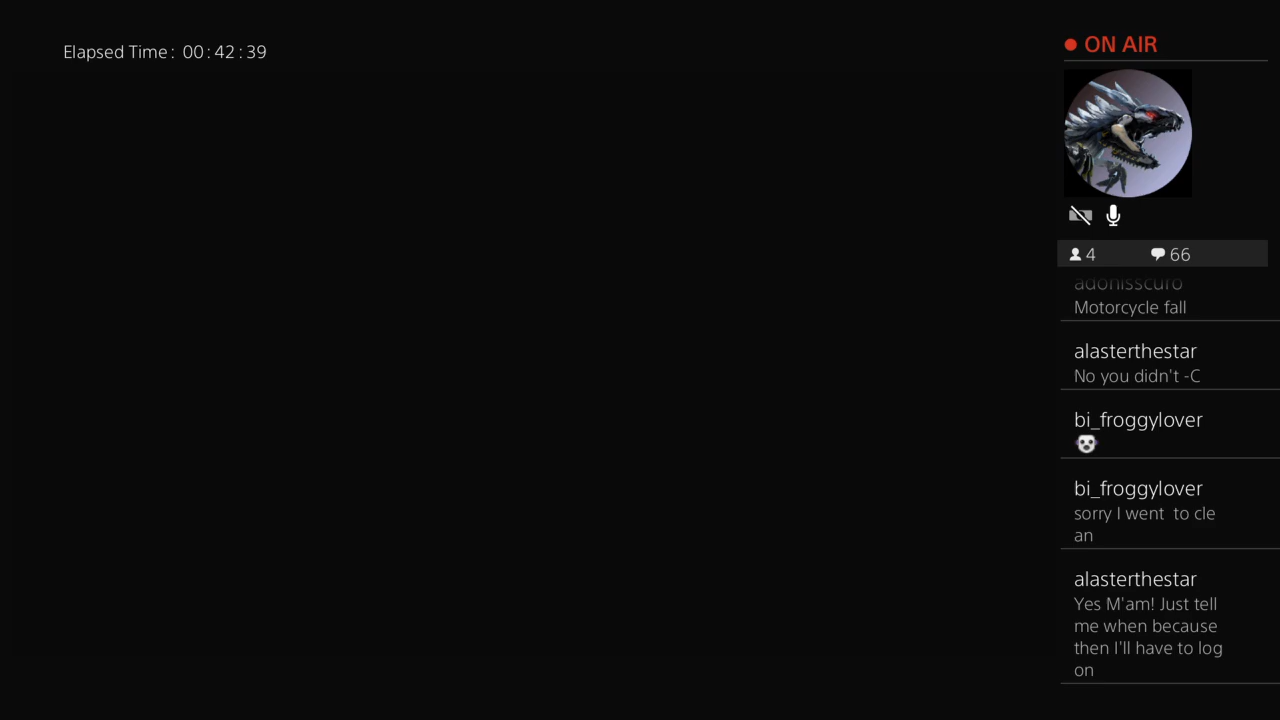 Elapsed Time: 00:42:39
ON AIR
4 66
adonisscuro
Motorcycle fall
alasterthestar
No you didn't -C
bi_froggylover
bi_froggylover
sorry I went  to cle
an
alasterthestar
Yes M'am! Just tell
me when because
then I'll have to log
on